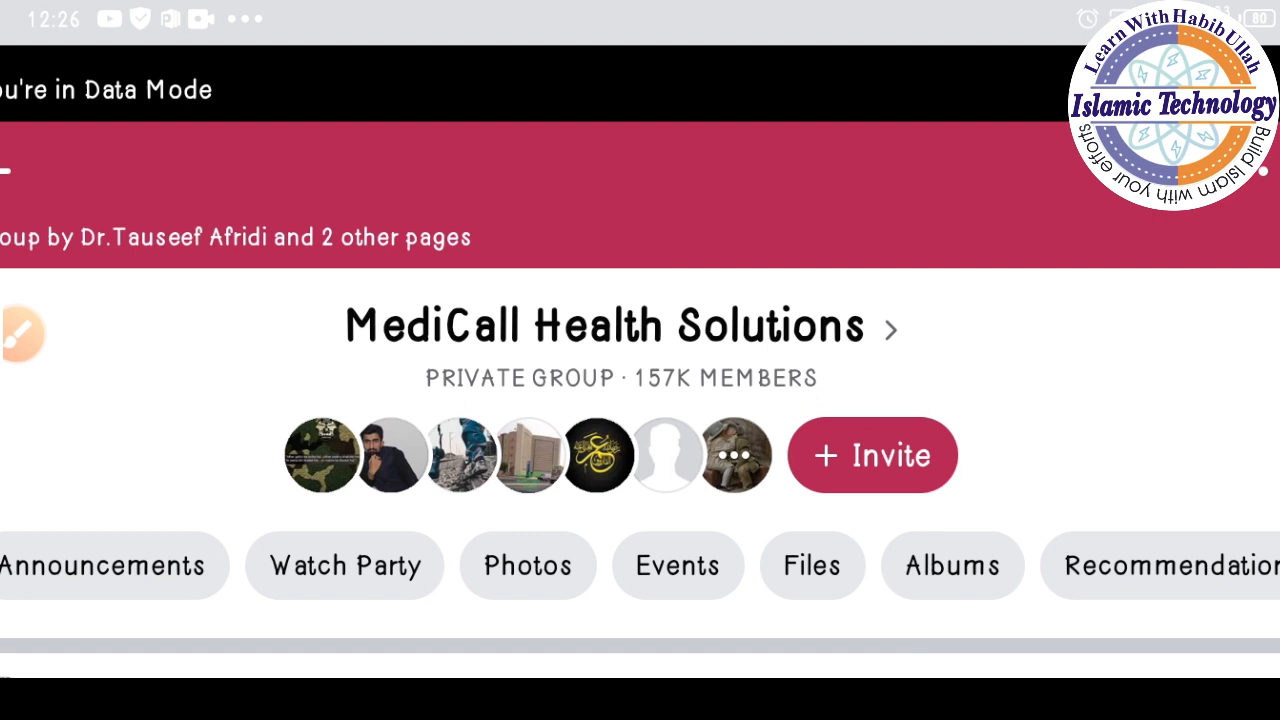 12:26
80
Learn With Habib Ullah
Islamic Technology
Build Islam with your efforts
ou're in Data Mode
oup by Dr.Tauseef Afridi and 2 other pages
MediCall Health Solutions
PRIVATE GROUP · 157K MEMBERS
+ Invite
Announcements Watch Party Photos Events Files Albums Recommendation